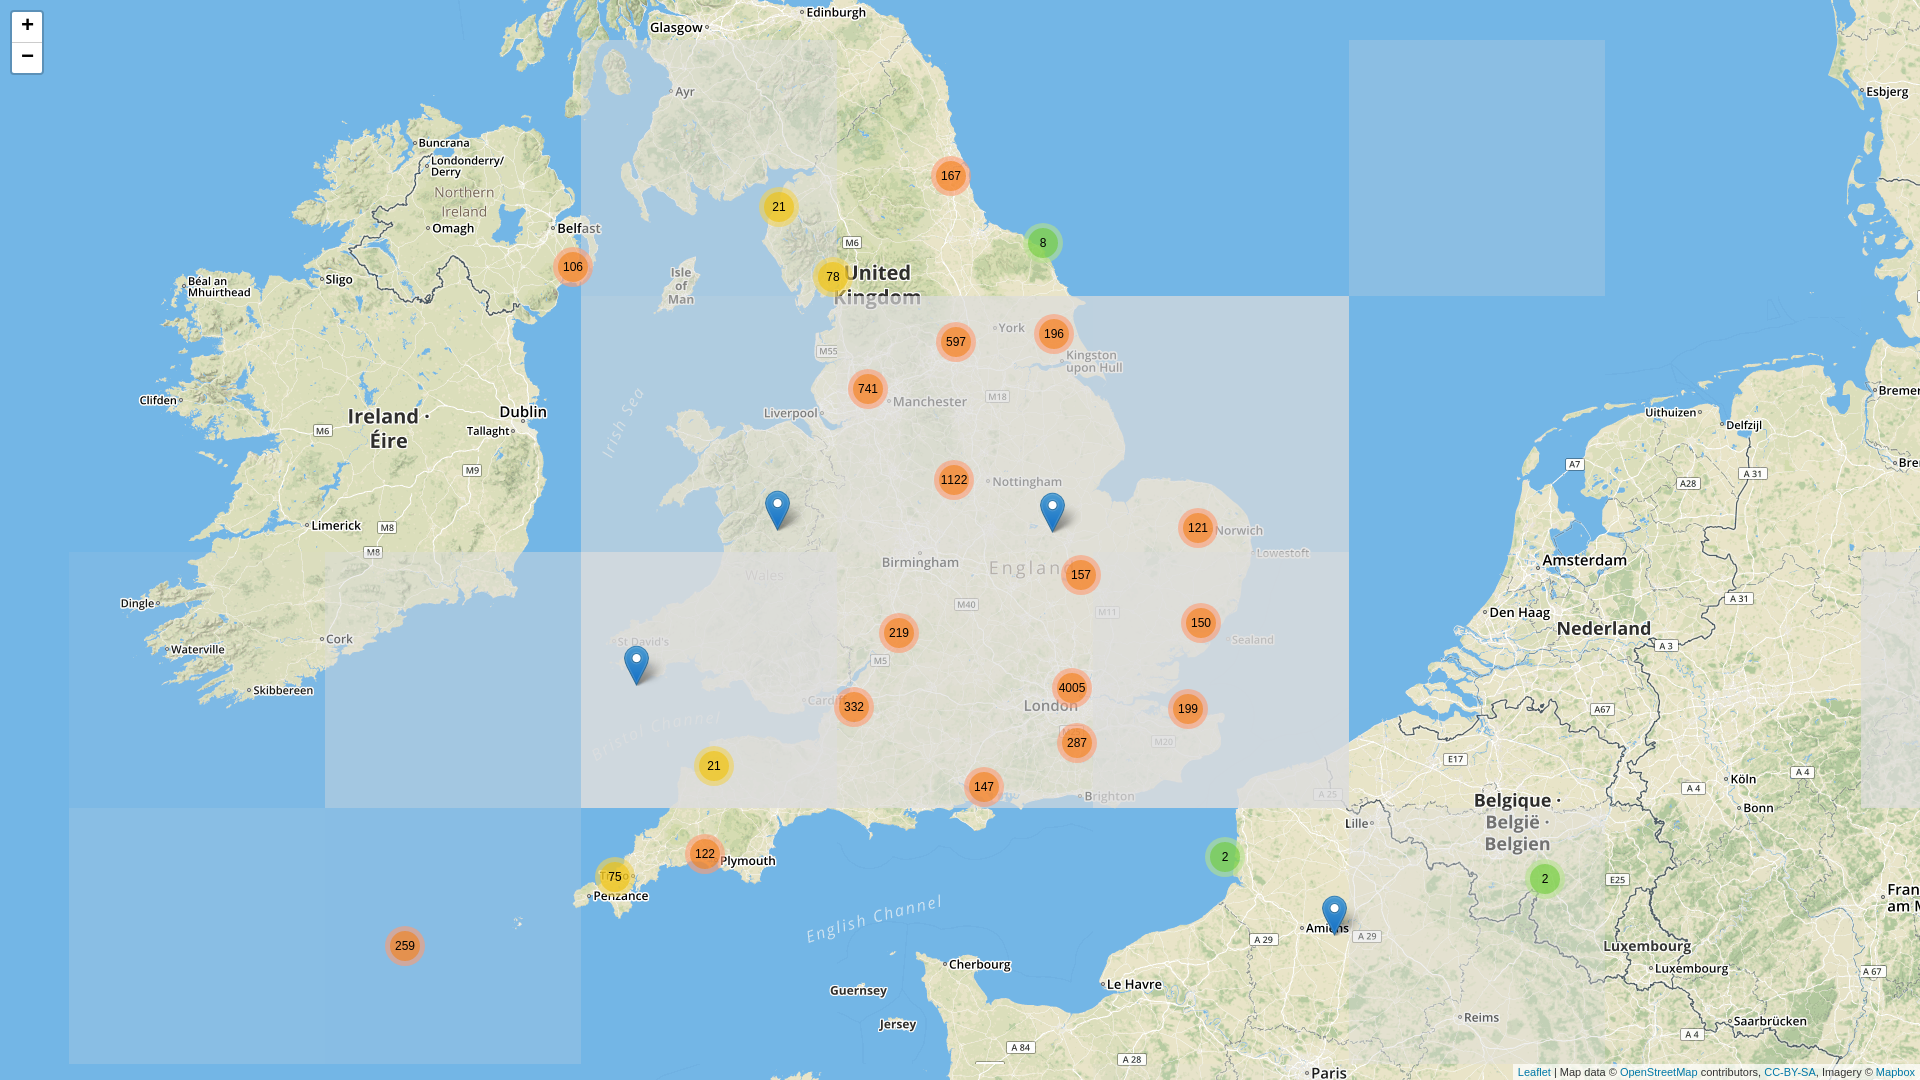 +
−
Glasgow
Edinburgh
Ayr
Esbjerg
Buncrana
Londonderry/
Derry
Northern
Ireland
Omagh
Belfast
167
21
M6
8
106
78
United
Kingdom
Isle
of
Man
Béal an
Mhuirthead
Sligo
York
196
597
M55
Kingston
upon Hull
741
Manchester
M18
Liverpool
Irish Sea
Clifden
Ireland ·
Éire
Dublin
Tallaght
M6
M9
Uithuizen
Delfzijl
Breme
Bre
A7
A 31
A28
1122
Nottingham
121
Norwich
Lowestoft
Limerick
M8
M8
Birmingham
Englan
157
Wales
Amsterdam
Dingle
M40
M11
150
Sealand
Den Haag
A 31
Nederland
A 3
Cork
Waterville
Skibbereen
St David's
219
M5
4005
London
199
332
Cardiff
Bristol Channel
287
M20
A67
E17
21
147
Brighton
A 25
Köln
A 4
A 4
Bonn
Belgique ·
België ·
Belgien
Lille
122
Plymouth
75
Penzance
2
2
E25
Fran
am M
259
English Channel
Amiens
A 29
A 29
Luxembourg
Luxembourg
A 67
Cherbourg
Le Havre
Guernsey
Jersey
Reims
Saarbrücken
A 4
A 84
A 28
Paris
Leaflet | Map data © OpenStreetMap contributors, CC-BY-SA, Imagery © Mapbox